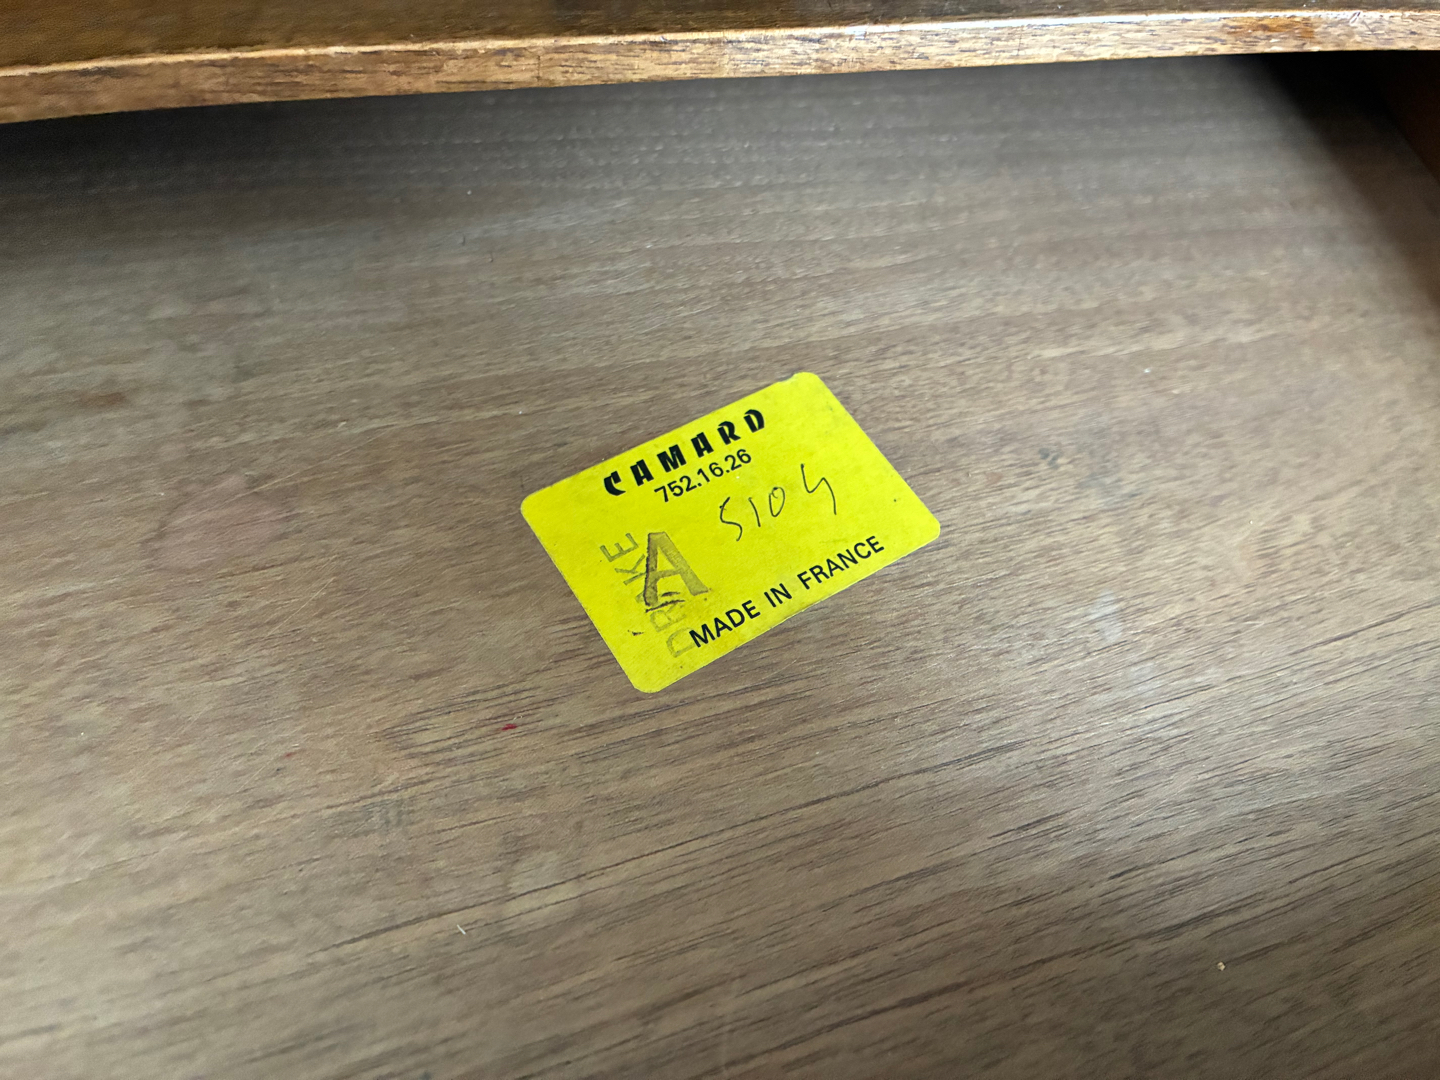 CAMARD
752.16.26
5104
DRAKE
A
MADE IN FRANCE